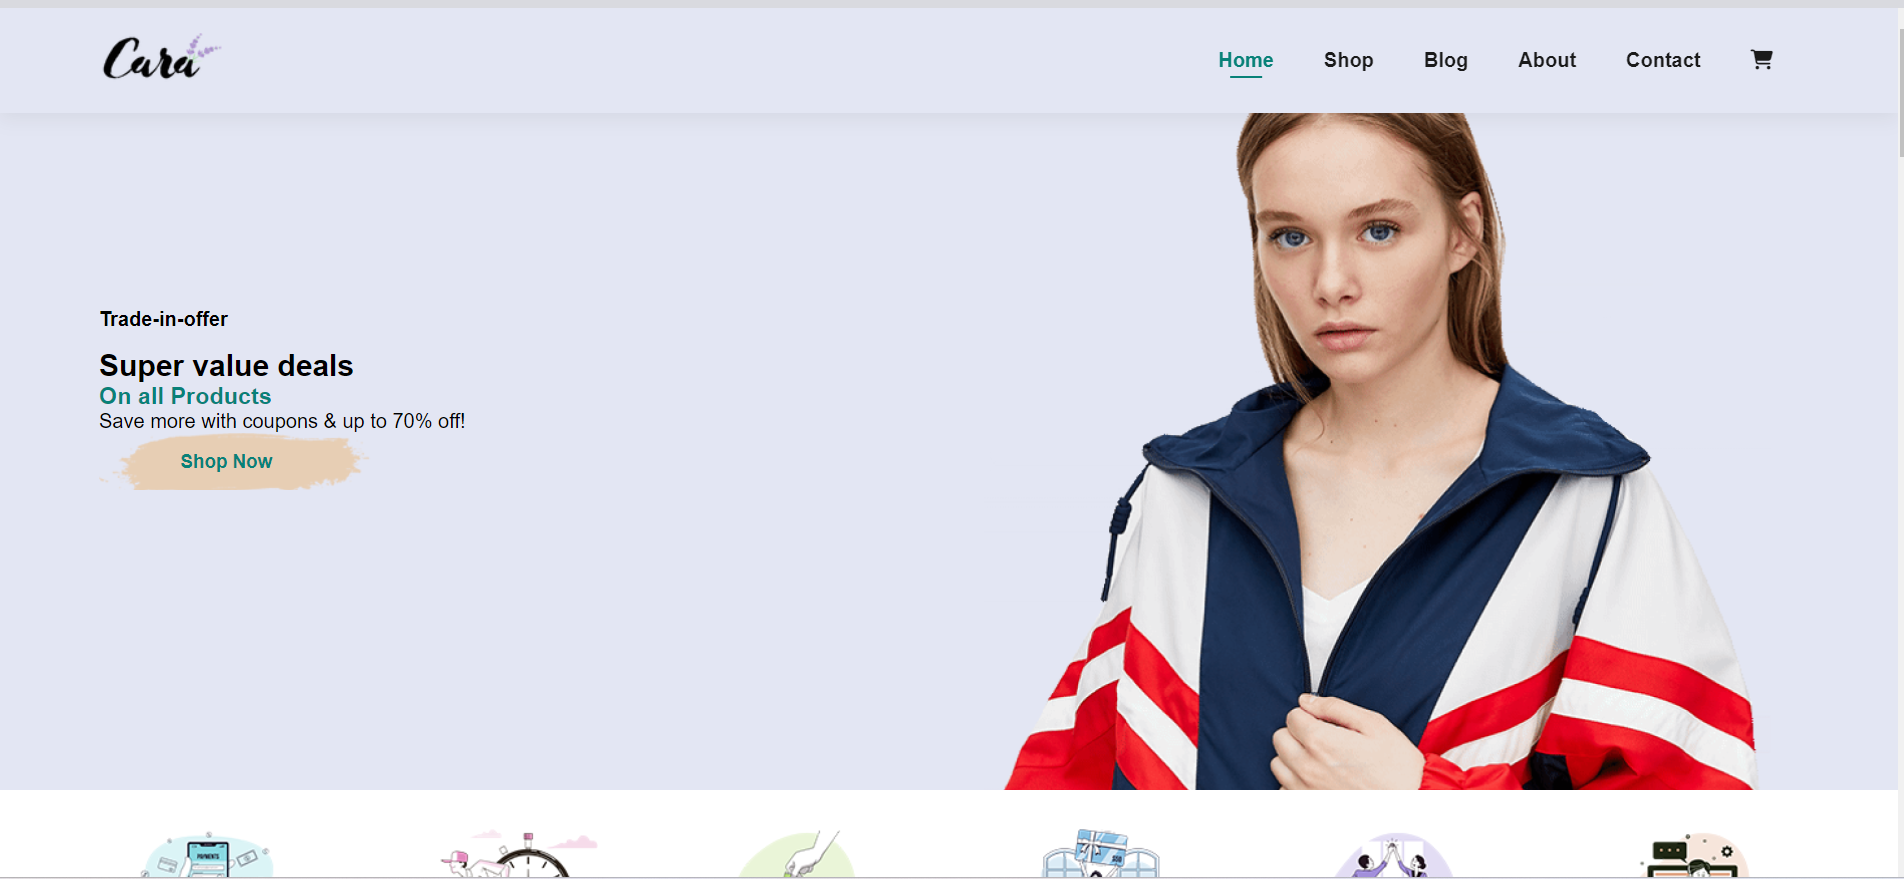 Cara
Home Shop Blog About Contact
Trade-in-offer
Super value deals
On all Products
Save more with coupons & up to 70% off!
Shop Now
PAYMENTS